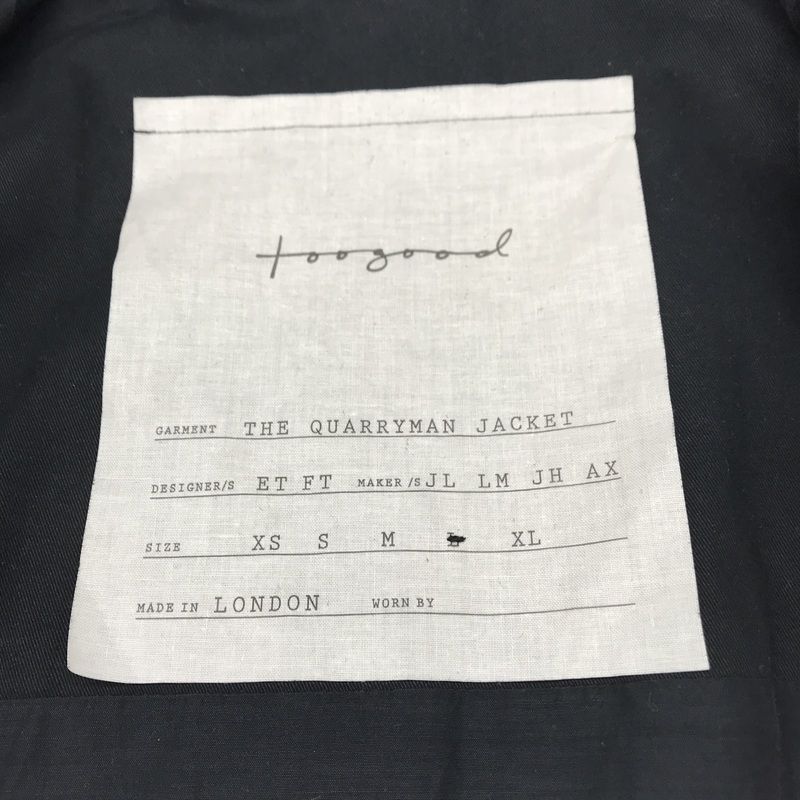 toogood
GARMENT THE QUARRYMAN JACKET
DESIGNER/S ET FT MAKER/S JL LM JH AX
SIZE XS S M L XL
MADE IN LONDON WORN BY